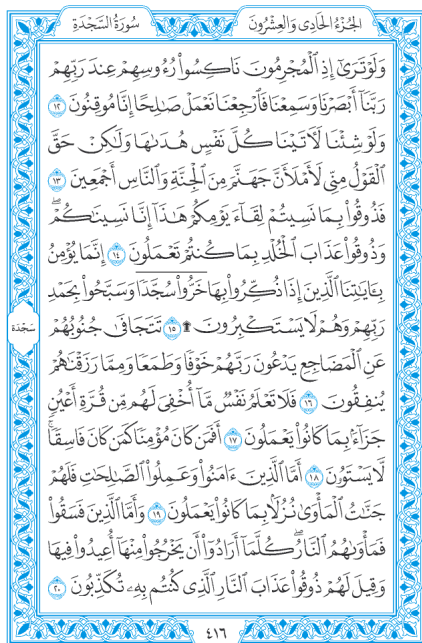 الجُزْءُ الحَادِي وَالعِشْرُونَ
سُورَةُ السَّجْدَةِ
وَلَوْ تَرَىٰٓ إِذِ ٱلْمُجْرِمُونَ نَاكِسُوا۟ رُءُوسِهِمْ عِندَ رَبِّهِمْ
رَبَّنَآ أَبْصَرْنَا وَسَمِعْنَا فَٱرْجِعْنَا نَعْمَلْ صَٰلِحًا إِنَّا مُوقِنُونَ ١٢
وَلَوْ شِئْنَا لَءَاتَيْنَا كُلَّ نَفْسٍ هُدَىٰهَا وَلَٰكِنْ حَقَّ
ٱلْقَوْلُ مِنِّى لَأَمْلَأَنَّ جَهَنَّمَ مِنَ ٱلْجِنَّةِ وَٱلنَّاسِ أَجْمَعِينَ ١٣
فَذُوقُوا۟ بِمَا نَسِيتُمْ لِقَآءَ يَوْمِكُمْ هَٰذَآ إِنَّا نَسِينَٰكُمْ ۖ
وَذُوقُوا۟ عَذَابَ ٱلْخُلْدِ بِمَا كُنتُمْ تَعْمَلُونَ ١٤ إِنَّمَا يُؤْمِنُ
بِـَٔايَٰتِنَا ٱلَّذِينَ إِذَا ذُكِّرُوا۟ بِهَا خَرُّوا۟ سُجَّدًا وَسَبَّحُوا۟ بِحَمْدِ
رَبِّهِمْ وَهُمْ لَا يَسْتَكْبِرُونَ ۩ ١٥ تَتَجَافَىٰ جُنُوبُهُمْ
سَجْدَة
عَنِ ٱلْمَضَاجِعِ يَدْعُونَ رَبَّهُمْ خَوْفًا وَطَمَعًا وَمِمَّا رَزَقْنَٰهُمْ
يُنفِقُونَ ١٦ فَلَا تَعْلَمُ نَفْسٌ مَّآ أُخْفِىَ لَهُم مِّن قُرَّةِ أَعْيُنٍ
جَزَآءًۢ بِمَا كَانُوا۟ يَعْمَلُونَ ١٧ أَفَمَن كَانَ مُؤْمِنًا كَمَن كَانَ فَاسِقًا ۚ
لَّا يَسْتَوُۥنَ ١٨ أَمَّا ٱلَّذِينَ ءَامَنُوا۟ وَعَمِلُوا۟ ٱلصَّٰلِحَٰتِ فَلَهُمْ
جَنَّٰتُ ٱلْمَأْوَىٰ نُزُلًۢا بِمَا كَانُوا۟ يَعْمَلُونَ ١٩ وَأَمَّا ٱلَّذِينَ فَسَقُوا۟
فَمَأْوَىٰهُمُ ٱلنَّارُ ۖ كُلَّمَآ أَرَادُوٓا۟ أَن يَخْرُجُوا۟ مِنْهَآ أُعِيدُوا۟ فِيهَا
وَقِيلَ لَهُمْ ذُوقُوا۟ عَذَابَ ٱلنَّارِ ٱلَّذِى كُنتُم بِهِۦ تُكَذِّبُونَ ٢٠
٤١٦